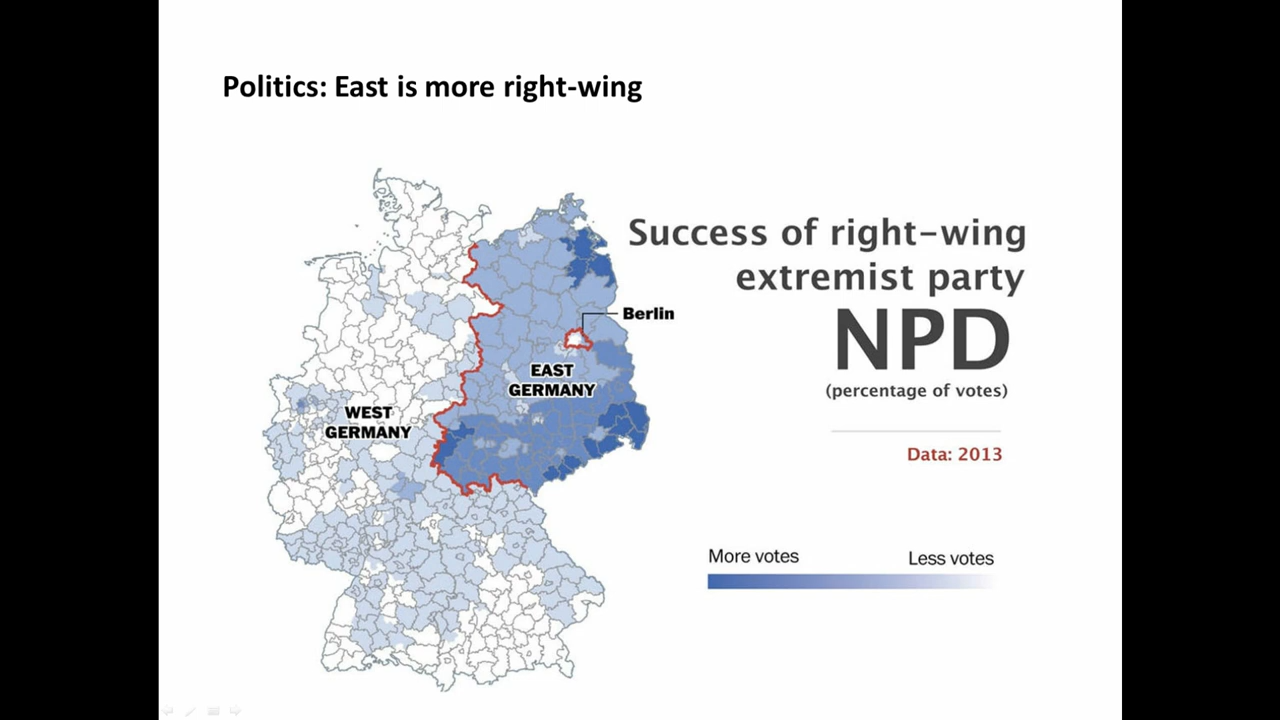 Politics: East is more right-wing
Success of right-wing
extremist party
NPD
(percentage of votes)
Data: 2013
Berlin
EAST
GERMANY
WEST
GERMANY
More votes
Less votes